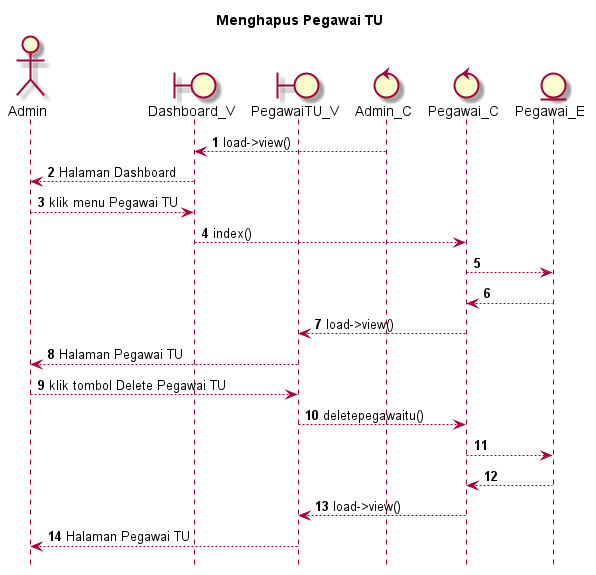 Menghapus Pegawai TU
Admin
Dashboard_V
PegawaiTU_V
Admin_C
Pegawai_C
Pegawai_E
1 load->view()
2 Halaman Dashboard
3 klik menu Pegawai TU
4 index()
5
6
7 load->view()
8 Halaman Pegawai TU
9 klik tombol Delete Pegawai TU
10 deletepegawaitu()
11
12
13 load->view()
14 Halaman Pegawai TU